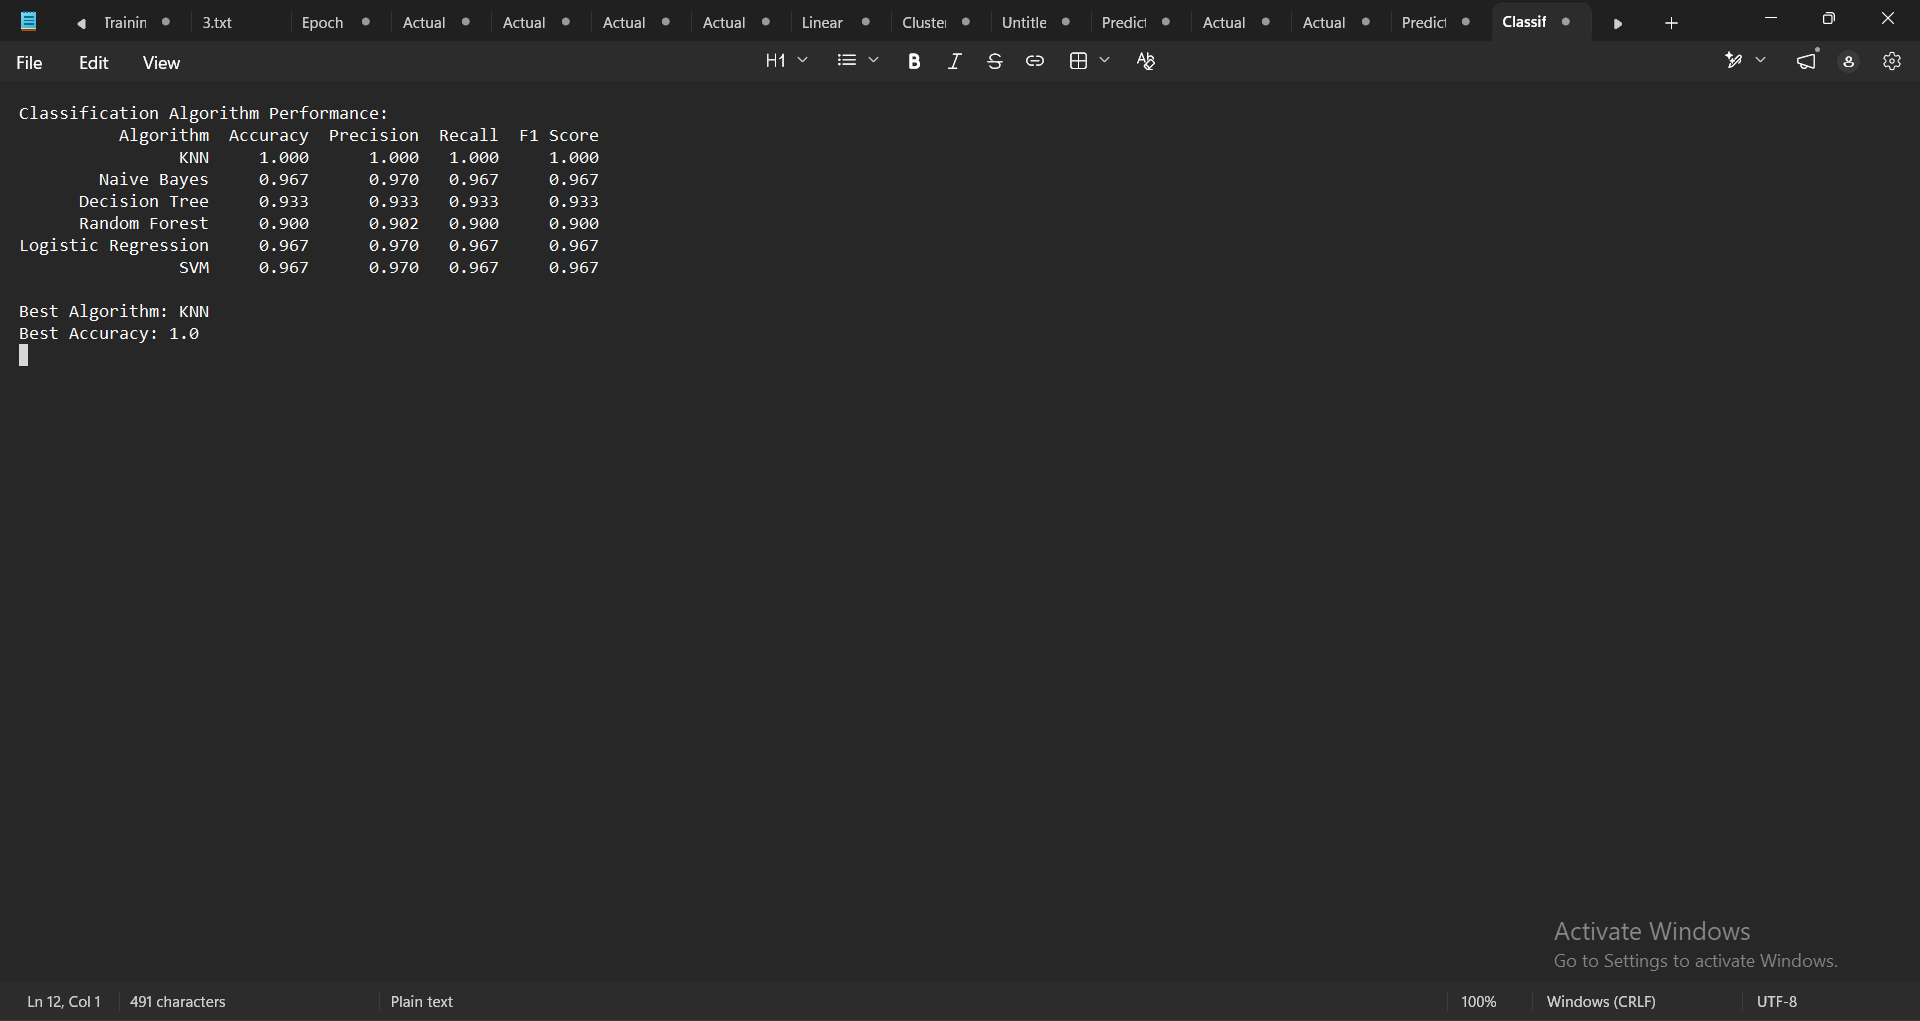 Trainin 3.txt Epoch Actual Actual Actual Actual Linear Cluste Untitle Predict Actual Actual Predict Classif
File Edit View H1 B I S
Classification Algorithm Performance:
Algorithm Accuracy Precision Recall F1 Score
KNN 1.000 1.000 1.000 1.000
Naive Bayes 0.967 0.970 0.967 0.967
Decision Tree 0.933 0.933 0.933 0.933
Random Forest 0.900 0.902 0.900 0.900
Logistic Regression 0.967 0.970 0.967 0.967
SVM 0.967 0.970 0.967 0.967
Best Algorithm: KNN
Best Accuracy: 1.0
Activate Windows
Go to Settings to activate Windows.
Ln 12, Col 1 491 characters Plain text 100% Windows (CRLF) UTF-8